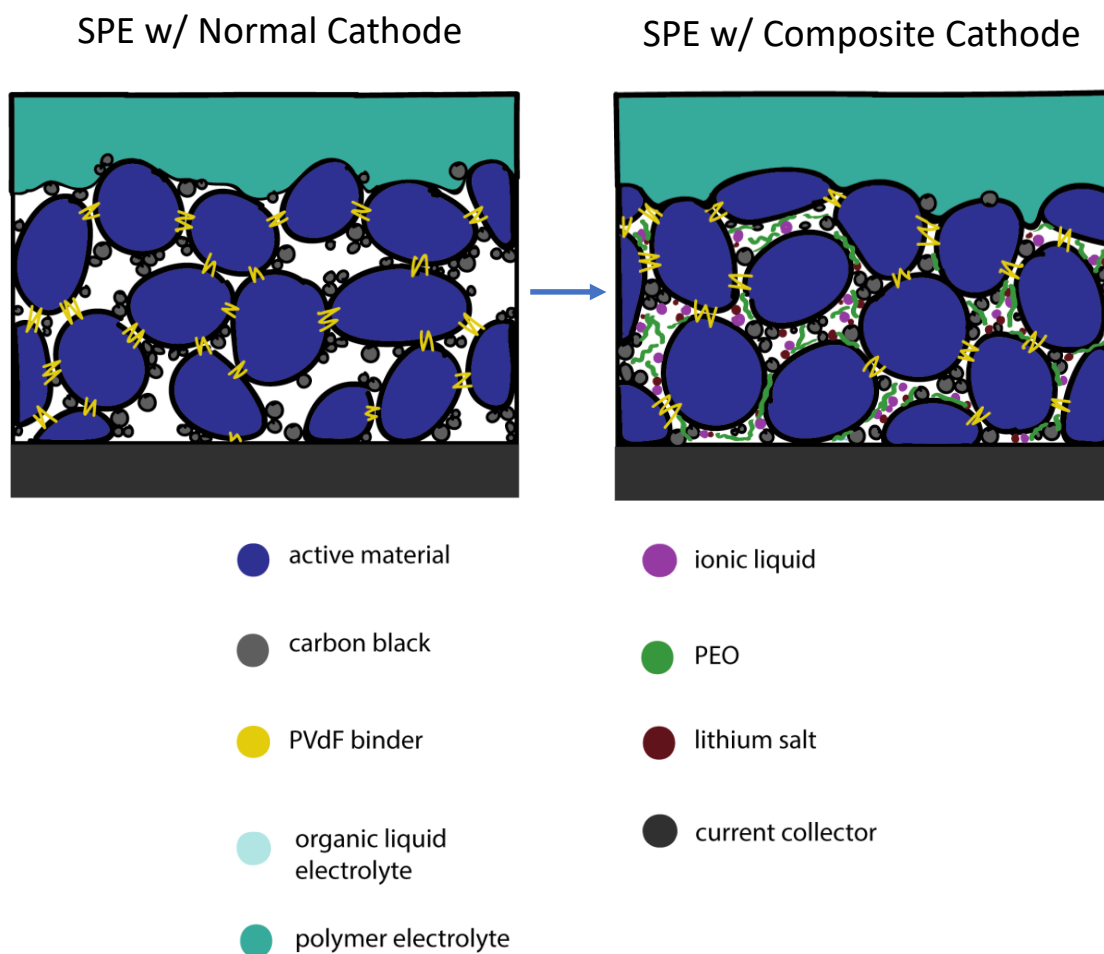 SPE w/ Normal Cathode
SPE w/ Composite Cathode
active material
carbon black
PVdF binder
organic liquid
electrolyte
polymer electrolyte
ionic liquid
PEO
lithium salt
current collector